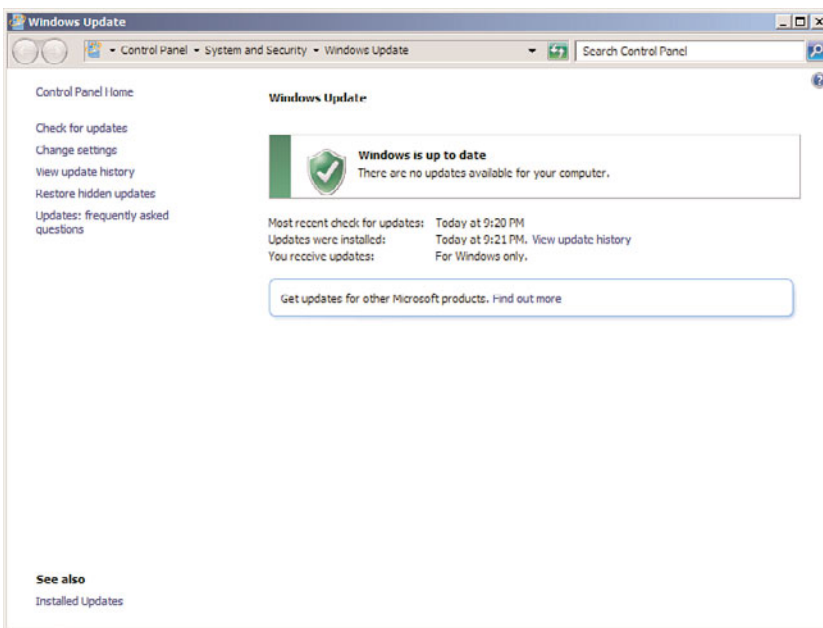 Windows Update
Control Panel
System and Security
Windows Update
Search Control Panel
Control Panel Home
Check for updates
Change settings
View update history
Restore hidden updates
Updates: frequently asked
questions
Windows Update
Windows is up to date
There are no updates available for your computer.
Most recent check for updates: Today at 9:20 PM
Updates were installed: Today at 9:21 PM. View update history
You receive updates: For Windows only.
Get updates for other Microsoft products. Find out more
See also
Installed Updates